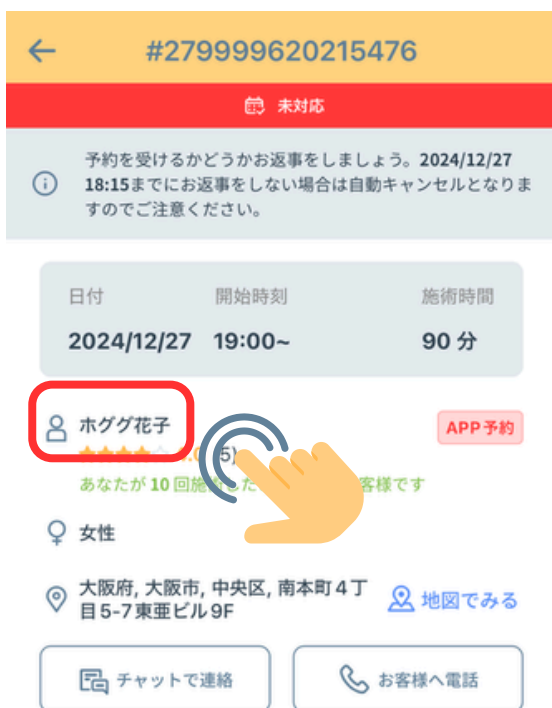 #279999620215476
未対応
予約を受けるかどうかお返事をしましょう。2024/12/27
18:15までにお返事をしない場合は自動キャンセルとなりま
すのでご注意ください。
日付 開始時刻 施術時間
2024/12/27 19:00~ 90 分
ホググ花子 APP予約
5)
あなたが 10 回施術した 客様です
女性
大阪府, 大阪市, 中央区, 南本町4丁
目5-7東亜ビル9F
地図でみる
チャットで連絡 お客様へ電話